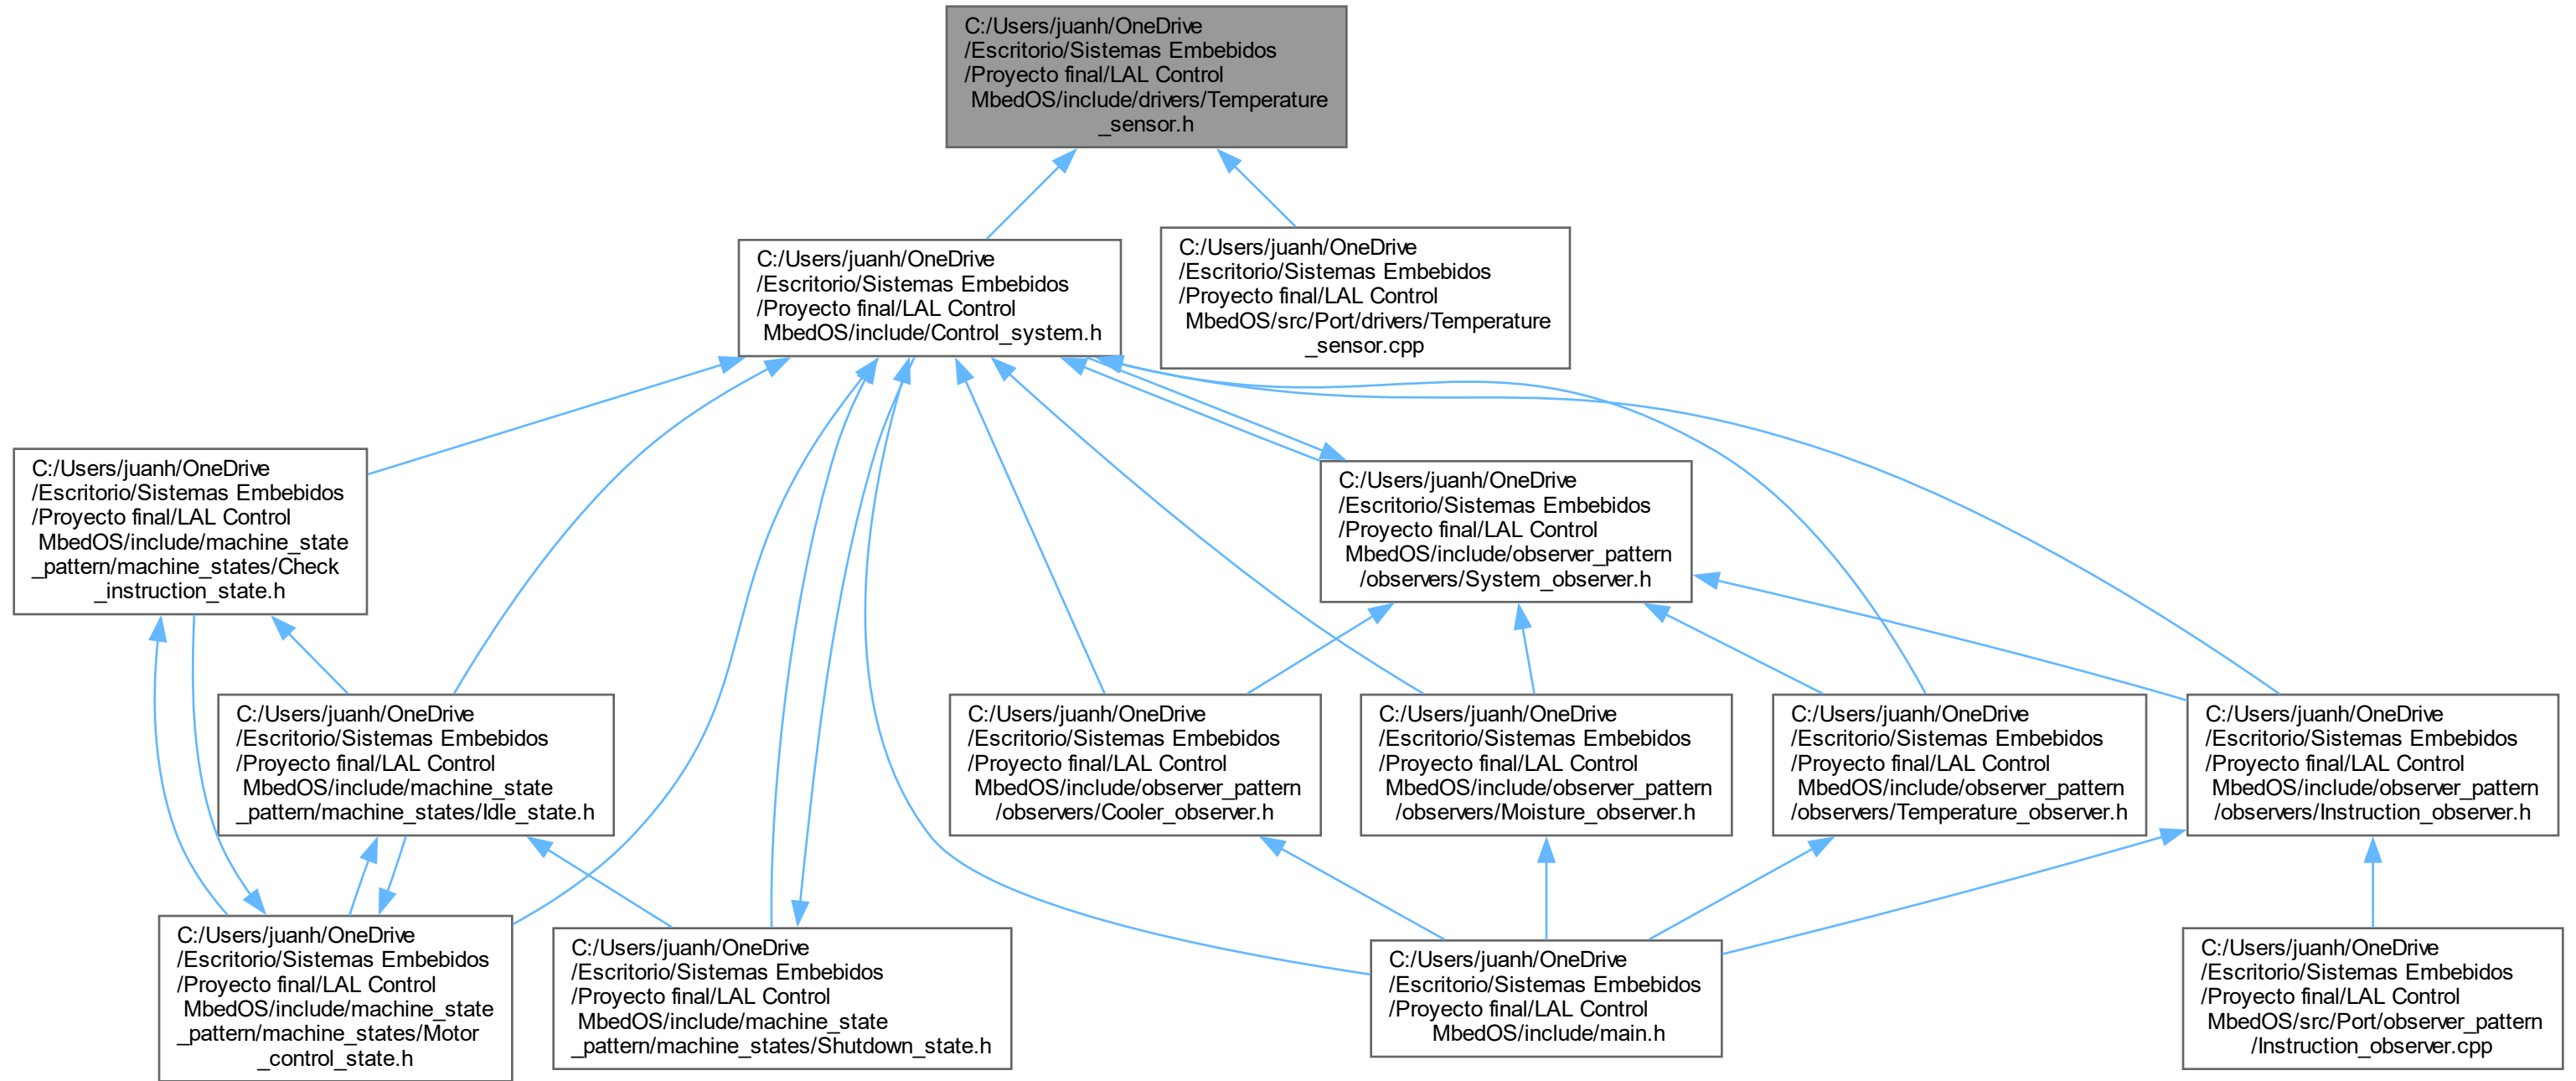 C:/Users/juanh/OneDrive
/Escritorio/Sistemas Embebidos
/Proyecto final/LAL Control
MbedOS/include/drivers/Temperature
_sensor.h
C:/Users/juanh/OneDrive
/Escritorio/Sistemas Embebidos
/Proyecto final/LAL Control
MbedOS/include/Control_system.h
C:/Users/juanh/OneDrive
/Escritorio/Sistemas Embebidos
/Proyecto final/LAL Control
MbedOS/src/Port/drivers/Temperature
_sensor.cpp
C:/Users/juanh/OneDrive
/Escritorio/Sistemas Embebidos
/Proyecto final/LAL Control
MbedOS/include/machine_state
_pattern/machine_states/Check
_instruction_state.h
C:/Users/juanh/OneDrive
/Escritorio/Sistemas Embebidos
/Proyecto final/LAL Control
MbedOS/include/observer_pattern
/observers/System_observer.h
C:/Users/juanh/OneDrive
/Escritorio/Sistemas Embebidos
/Proyecto final/LAL Control
MbedOS/include/machine_state
_pattern/machine_states/Idle_state.h
C:/Users/juanh/OneDrive
/Escritorio/Sistemas Embebidos
/Proyecto final/LAL Control
MbedOS/include/observer_pattern
/observers/Cooler_observer.h
C:/Users/juanh/OneDrive
/Escritorio/Sistemas Embebidos
/Proyecto final/LAL Control
MbedOS/include/observer_pattern
/observers/Moisture_observer.h
C:/Users/juanh/OneDrive
/Escritorio/Sistemas Embebidos
/Proyecto final/LAL Control
MbedOS/include/observer_pattern
/observers/Temperature_observer.h
C:/Users/juanh/OneDrive
/Escritorio/Sistemas Embebidos
/Proyecto final/LAL Control
MbedOS/include/observer_pattern
/observers/Instruction_observer.h
C:/Users/juanh/OneDrive
/Escritorio/Sistemas Embebidos
/Proyecto final/LAL Control
MbedOS/include/machine_state
_pattern/machine_states/Motor
_control_state.h
C:/Users/juanh/OneDrive
/Escritorio/Sistemas Embebidos
/Proyecto final/LAL Control
MbedOS/include/machine_state
_pattern/machine_states/Shutdown_state.h
C:/Users/juanh/OneDrive
/Escritorio/Sistemas Embebidos
/Proyecto final/LAL Control
MbedOS/include/main.h
C:/Users/juanh/OneDrive
/Escritorio/Sistemas Embebidos
/Proyecto final/LAL Control
MbedOS/src/Port/observer_pattern
/Instruction_observer.cpp